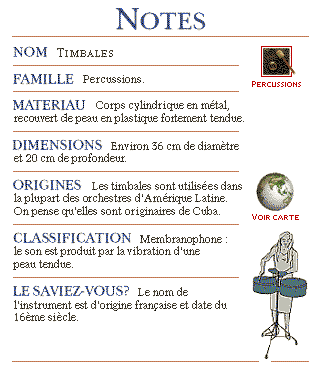 NOTES
NOM TIMBALES
PERCUSSIONS
FAMILLE Percussions.
MATERIAU Corps cylindrique en métal,
recouvert de peau en plastique fortement tendue.
DIMENSIONS Environ 36 cm de diamètre
et 20 cm de profondeur.
ORIGINES Les timbales sont utilisées dans
la plupart des orchestres d'Amérique Latine.
On pense qu'elles sont originaires de Cuba.
VOIR CARTE
CLASSIFICATION Membranophone :
le son est produit par la vibration d'une
peau tendue.
LE SAVIEZ-VOUS? Le nom de
l'instrument est d'origine française et date du
16ème siècle.